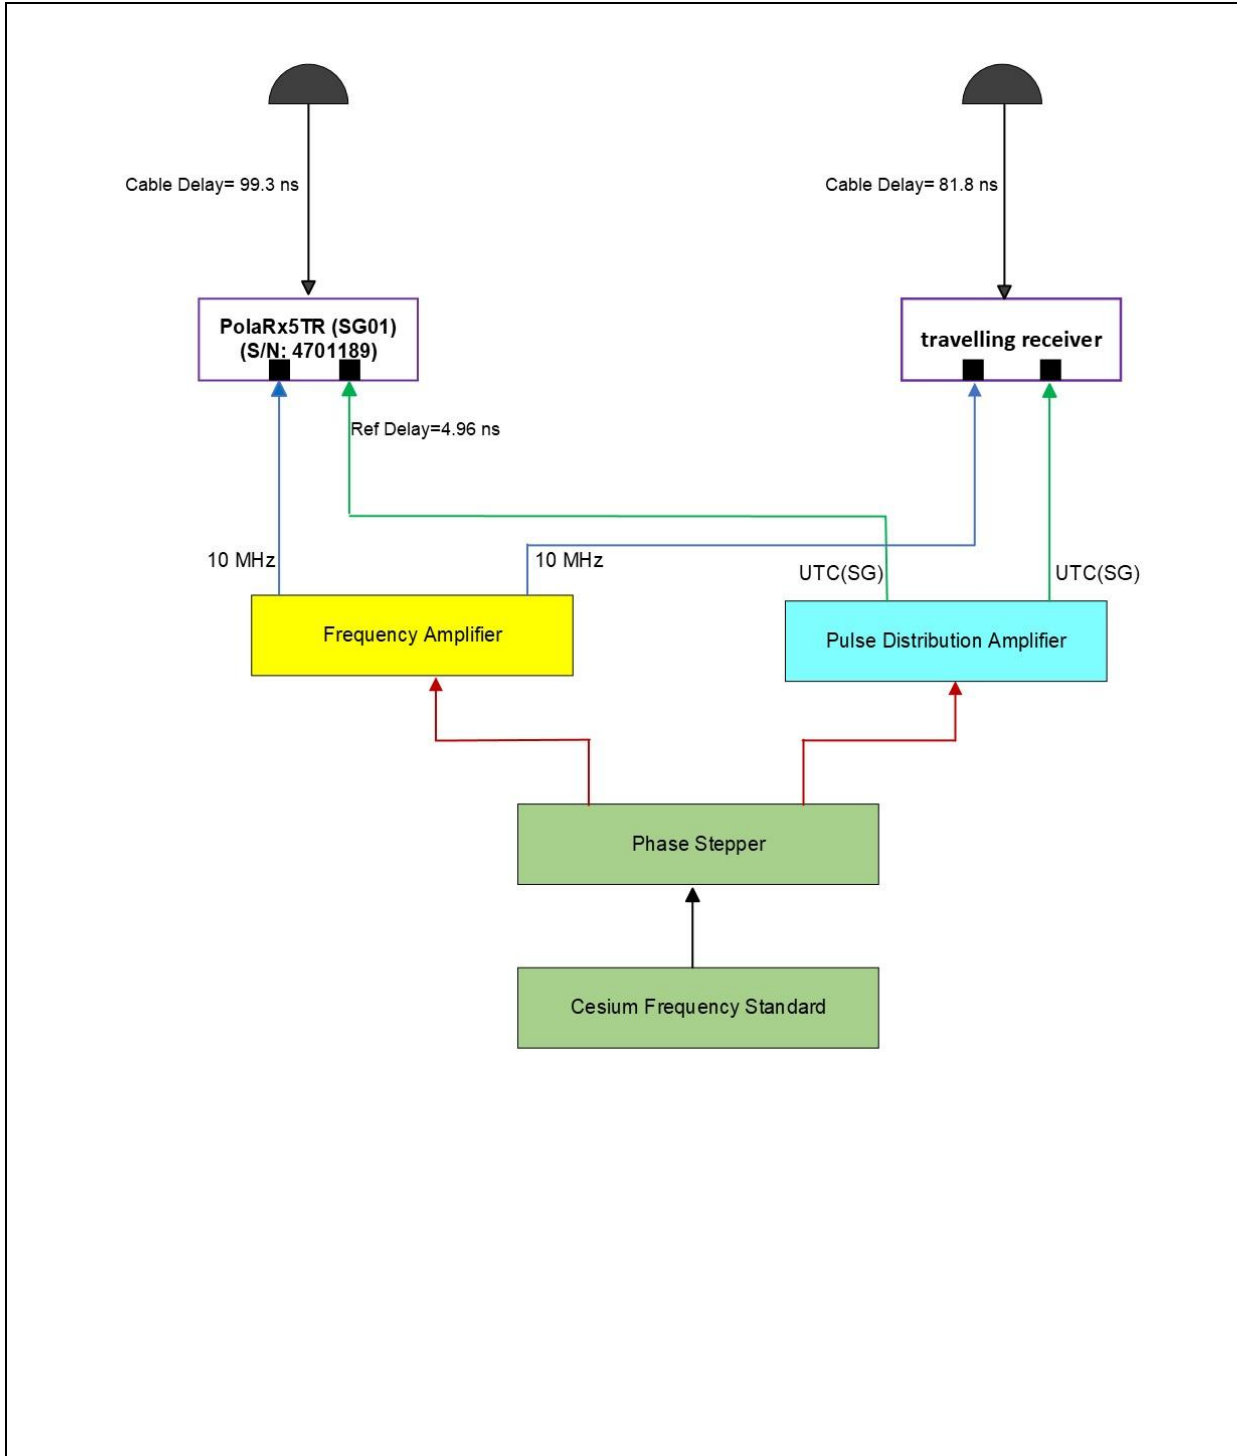 Cable Delay= 99.3 ns
Cable Delay= 81.8 ns
PolaRx5TR (SG01)
(S/N: 4701189)
travelling receiver
Ref Delay=4.96 ns
10 MHz
10 MHz
UTC(SG)
UTC(SG)
Frequency Amplifier
Pulse Distribution Amplifier
Phase Stepper
Cesium Frequency Standard